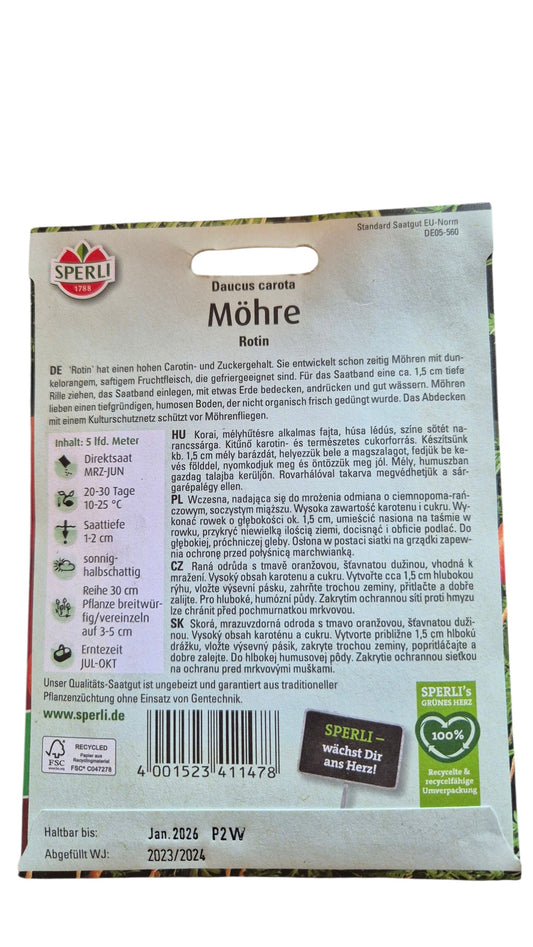 Standard Saatgut EU-Norm
DE05-560
SPERLI
1788
Daucus carota
Möhre
Rotin
DE 'Rotin' hat einen hohen Carotin- und Zuckergehalt. Sie entwickelt schon zeitig Möhren mit dun-
kelorangem, saftigem Fruchtfleisch, die gefriergeeignet sind. Für das Saatband eine ca. 1,5 cm tiefe
Rille ziehen, das Saatband einlegen, mit etwas Erde bedecken, andrücken und gut wässern. Möhren
lieben einen tiefgründigen, humosen Boden, der nicht organisch frisch gedüngt wurde. Das Abdecken
mit einem Kulturschutznetz schützt vor Möhrenfliegen.
Inhalt: 5 lfd. Meter
Direktsaat
MRZ-JUN
20-30 Tage
10-25 °C
Saattiefe
1-2 cm
sonnig-
halbschattig
Reihe 30 cm
Pflanze breitwür-
fig/vereinzeln
auf 3-5 cm
Erntezeit
JUL-OKT
HU Korai, mélyhűtésre alkalmas fajta, húsa lédús, színe sötét na-
rancssárga. Kitűnő karotin- és természetes cukorforrás. Készítsünk
kb. 1,5 cm mély barázdát, helyezzük bele a magszalagot, fedjük be ke-
vés földdel, nyomkodjuk meg és öntözzük meg jól. Mély, humuszban
gazdag talajba kerüljön. Rovarhálóval takarva megvédhetjük a sár-
garépalégy ellen.
PL Wczesna, nadająca się do mrożenia odmiana o ciemnopoma-rań-
czowym, soczystym miąższu. Wysoka zawartość karotenu i cukru. Wy-
konać rowek o głębokości ok. 1,5 cm, umieścić nasiona na taśmie w
rowku, przykryć niewielką ilością ziemi, docisnąć i obficie podlać. Do
głębokiej, próchniczej gleby. Osłona w postaci siatki na grządki zapew-
nia ochronę przed połyśnicą marchwianką.
CZ Raná odrůda s tmavě oranžovou, šťavnatou dužinou, vhodná k
mražení. Vysoký obsah karotenu a cukru. Vytvořte cca 1,5 cm hlubokou
rýhu, vložte výsevní pásku, zahrňte trochou zeminy, přitlačte a dobře
zalijte. Pro hluboké, humózní půdy. Zakrytím ochrannou sítí proti hmyzu
lze chránit před pochmurnatkou mrkvovou.
SK Skorá, mrazuvzdorná odroda s tmavo oranžovou, šťavnatou duži-
nou. Vysoký obsah karoténu a cukru. Vytvorte približne 1,5 cm hlbokú
drážku, vložte výsevný pásik, zakryte trochou zeminy, popritláčajte a
dobre zalejte. Do hlbokej humusovej pôdy. Zakrytie ochrannou sieťkou
na ochranu pred mrkvovými muškami.
Unser Qualitäts-Saatgut ist ungebeizt und garantiert aus traditioneller
Pflanzenzüchtung ohne Einsatz von Gentechnik.
www.sperli.de
FSC
www.fsc.org
RECYCLED
Papier aus
Recyclingmaterial
FSC® C047278
4 001523 411478
SPERLI –
wächst Dir
ans Herz!
SPERLI's
GRÜNES HERZ
100%
Recycelte &
recycelfähige
Umverpackung
Haltbar bis: Jan.2026 P2W
Abgefüllt WJ: 2023/2024